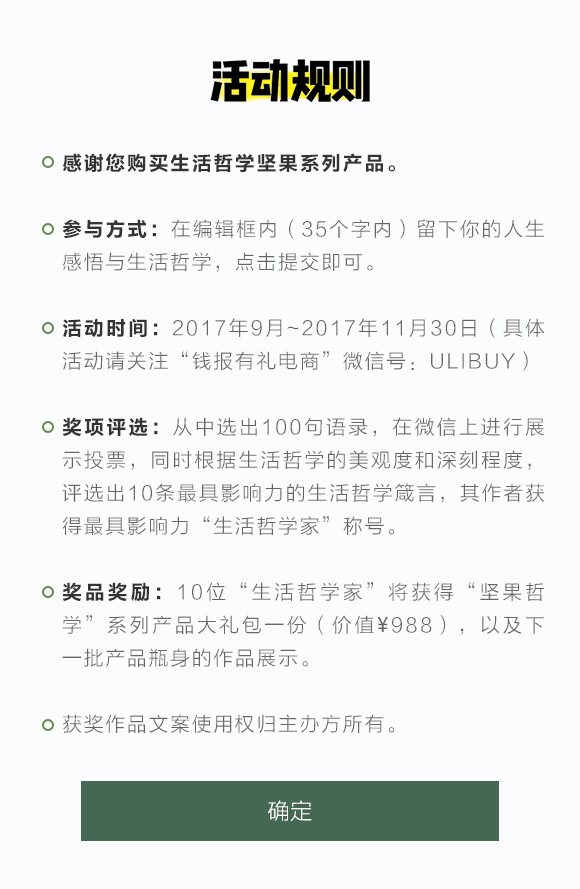 活动规则
感谢您购买生活哲学坚果系列产品。
参与方式：在编辑框内（35个字内）留下你的人生
感悟与生活哲学，点击提交即可。
活动时间：2017年9月~2017年11月30日（具体
活动请关注“钱报有礼电商”微信号：ULIBUY）
奖项评选：从中选出100句语录，在微信上进行展
示投票，同时根据生活哲学的美观度和深刻程度，
评选出10条最具影响力的生活哲学箴言，其作者获
得最具影响力“生活哲学家”称号。
奖品奖励：10位“生活哲学家”将获得“坚果哲
学”系列产品大礼包一份（价值¥988），以及下
一批产品瓶身的作品展示。
获奖作品文案使用权归主办方所有。
确定